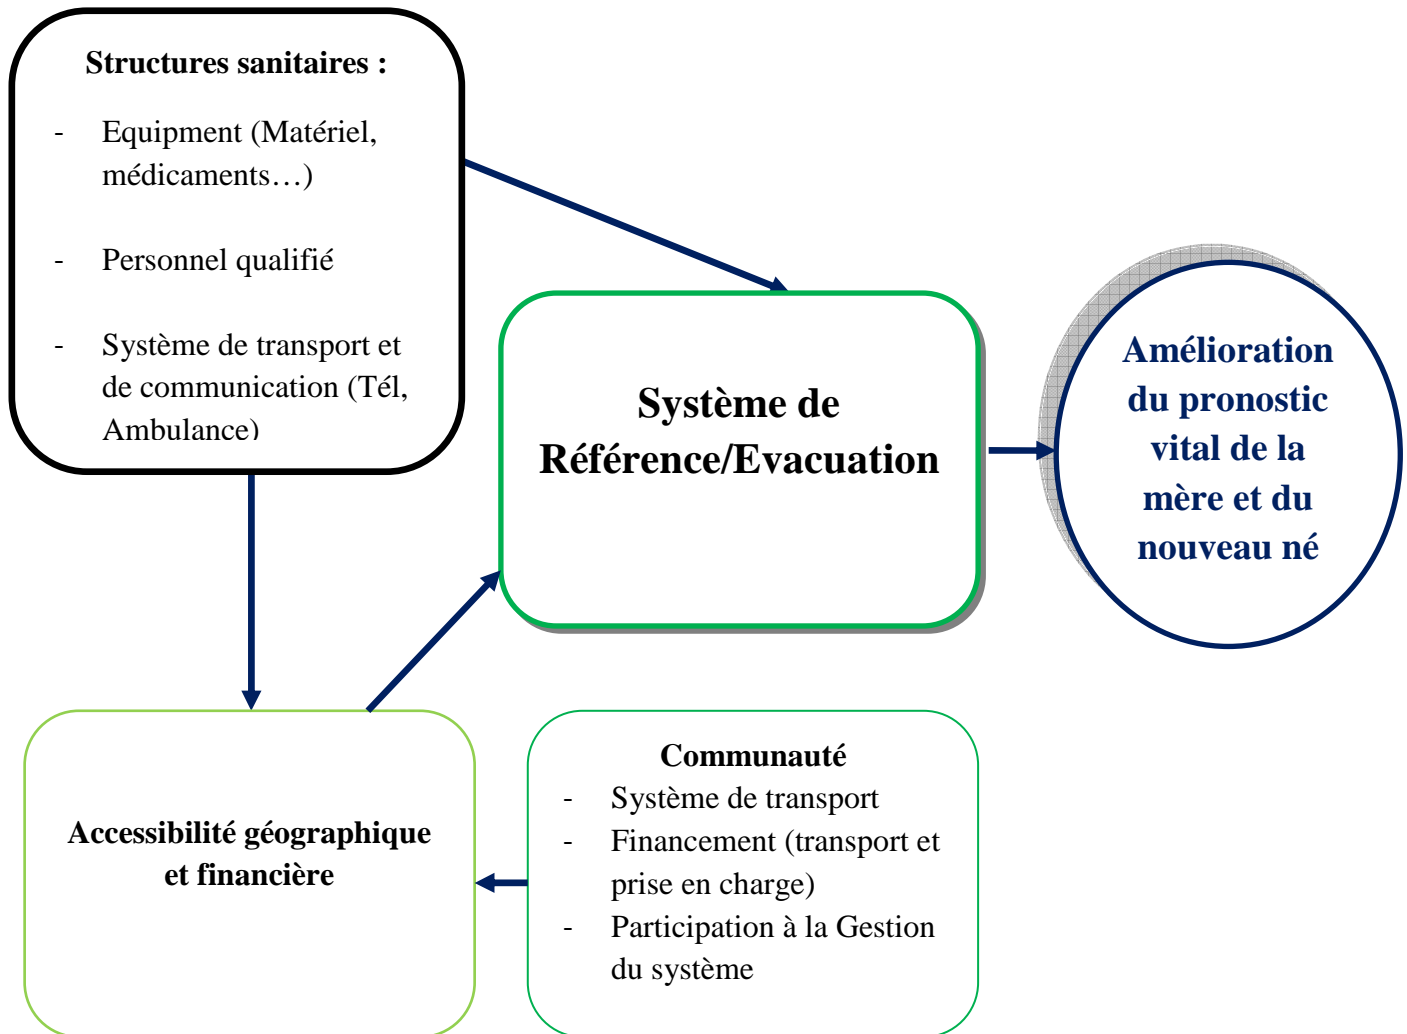 Structures sanitaires :
- Equipment (Matériel,
médicaments…)
- Personnel qualifié
- Système de transport et
de communication (Tél,
Ambulance)
Système de
Référence/Evacuation
Amélioration
du pronostic
vital de la
mère et du
nouveau né
Accessibilité géographique
et financière
Communauté
- Système de transport
- Financement (transport et
prise en charge)
- Participation à la Gestion
du système